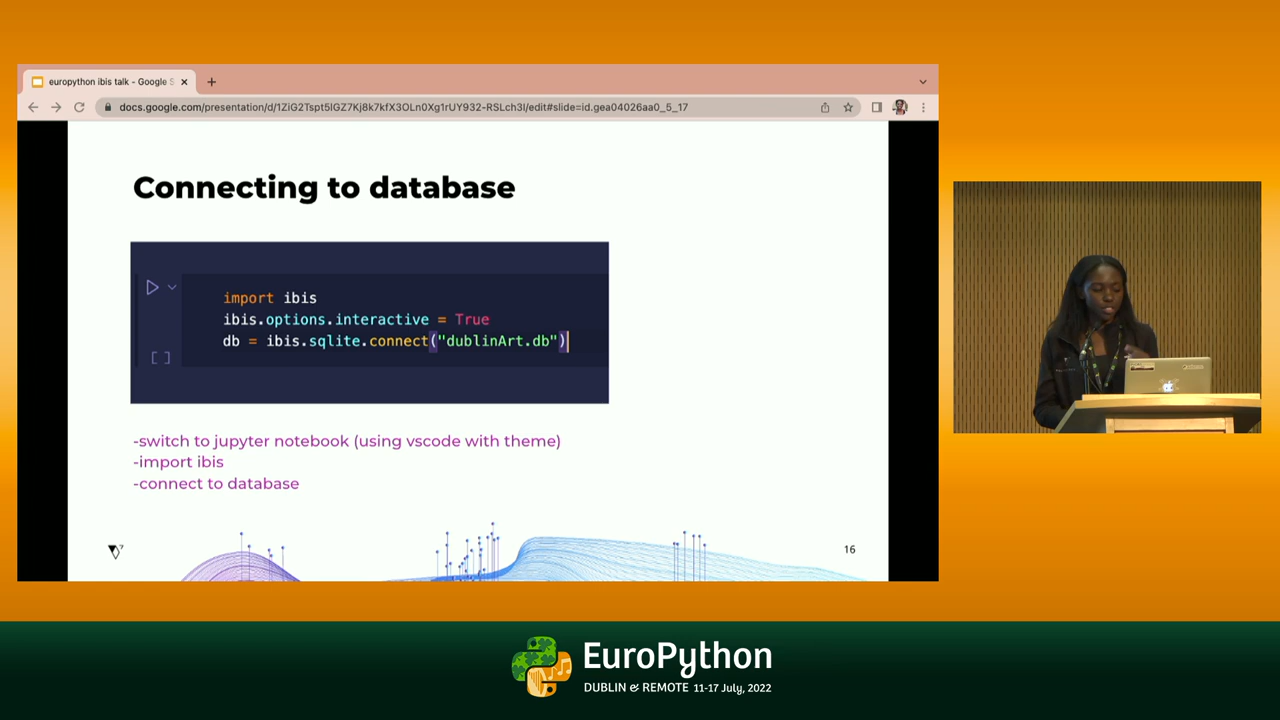 europython ibis talk - Google S
docs.google.com/presentation/d/1ZiG2Tspt5lGZ7Kj8k7kfX3OLn0Xg1rUY932-RSLch3I/edit#slide=id.gea04026aa0_5_17
Connecting to database
import ibis
ibis.options.interactive = True
db = ibis.sqlite.connect("dublinArt.db")
[ ]
-switch to jupyter notebook (using vscode with theme)
-import ibis
-connect to database
16
EuroPython
DUBLIN & REMOTE 11-17 July, 2022